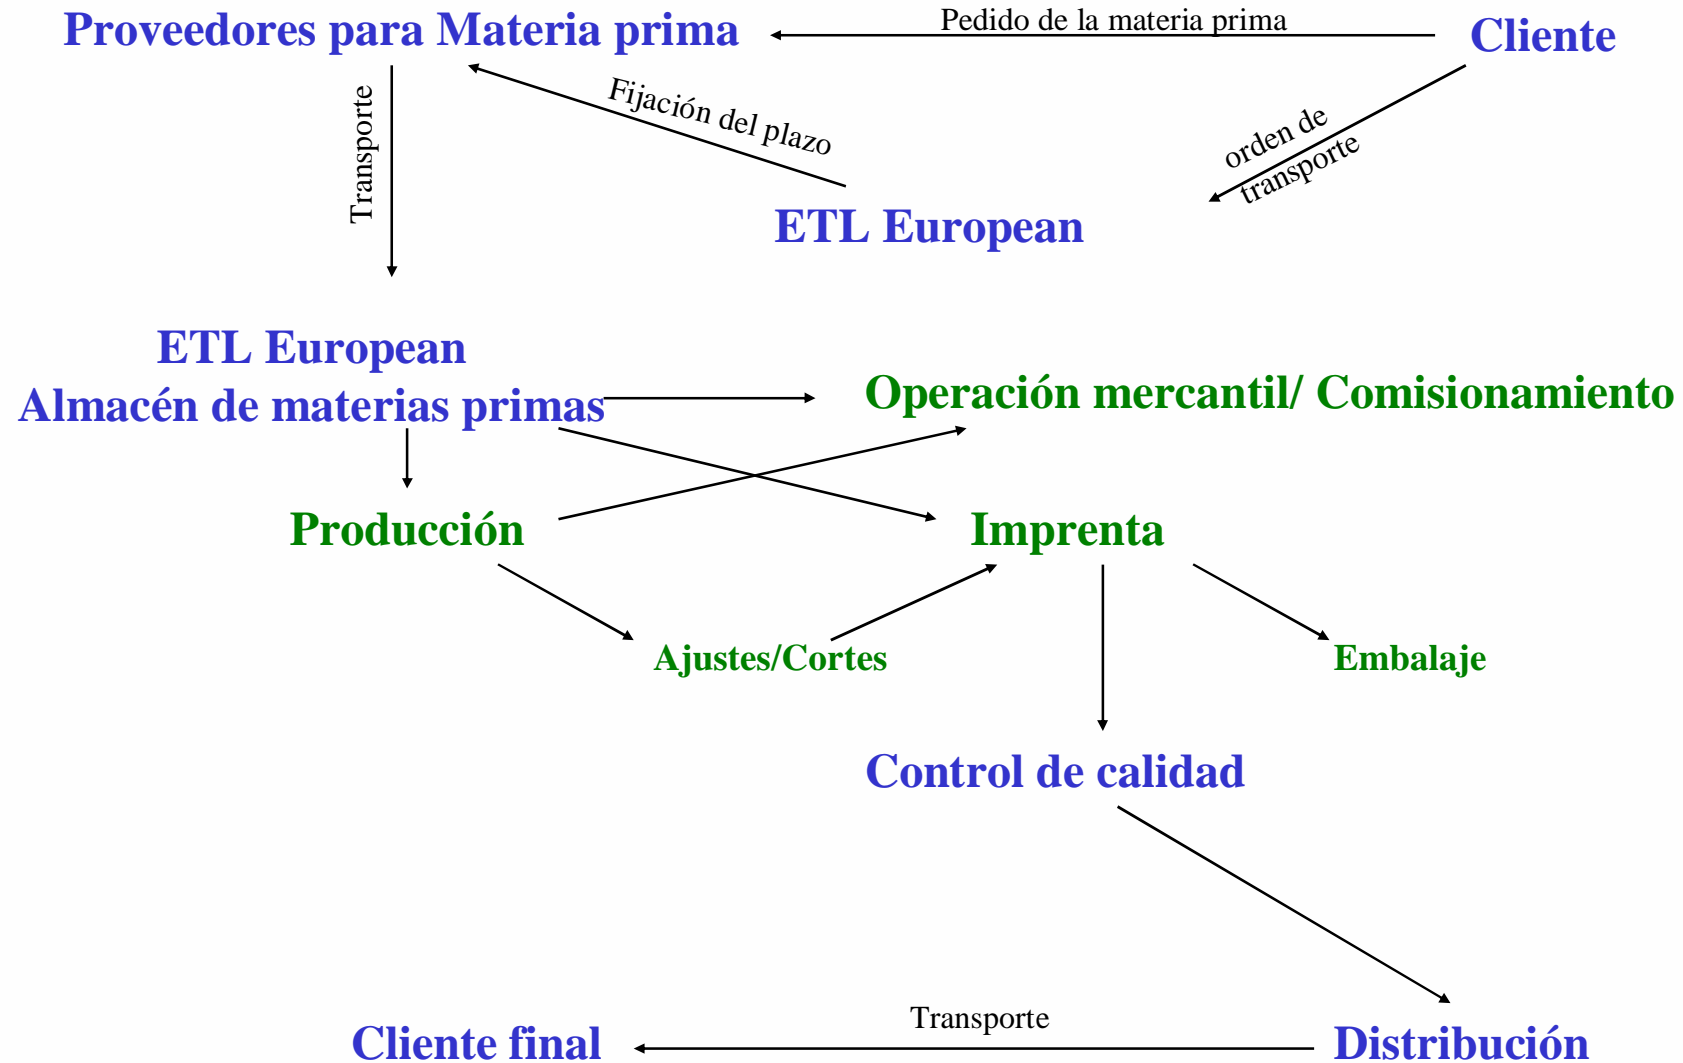 Proveedores para Materia prima
Pedido de la materia prima
Cliente
Transporte
Fijación del plazo
orden de
transporte
ETL European
ETL European
Almacén de materias primas
Operación mercantil/ Comisionamiento
Producción
Imprenta
Ajustes/Cortes
Embalaje
Control de calidad
Cliente final
Transporte
Distribución